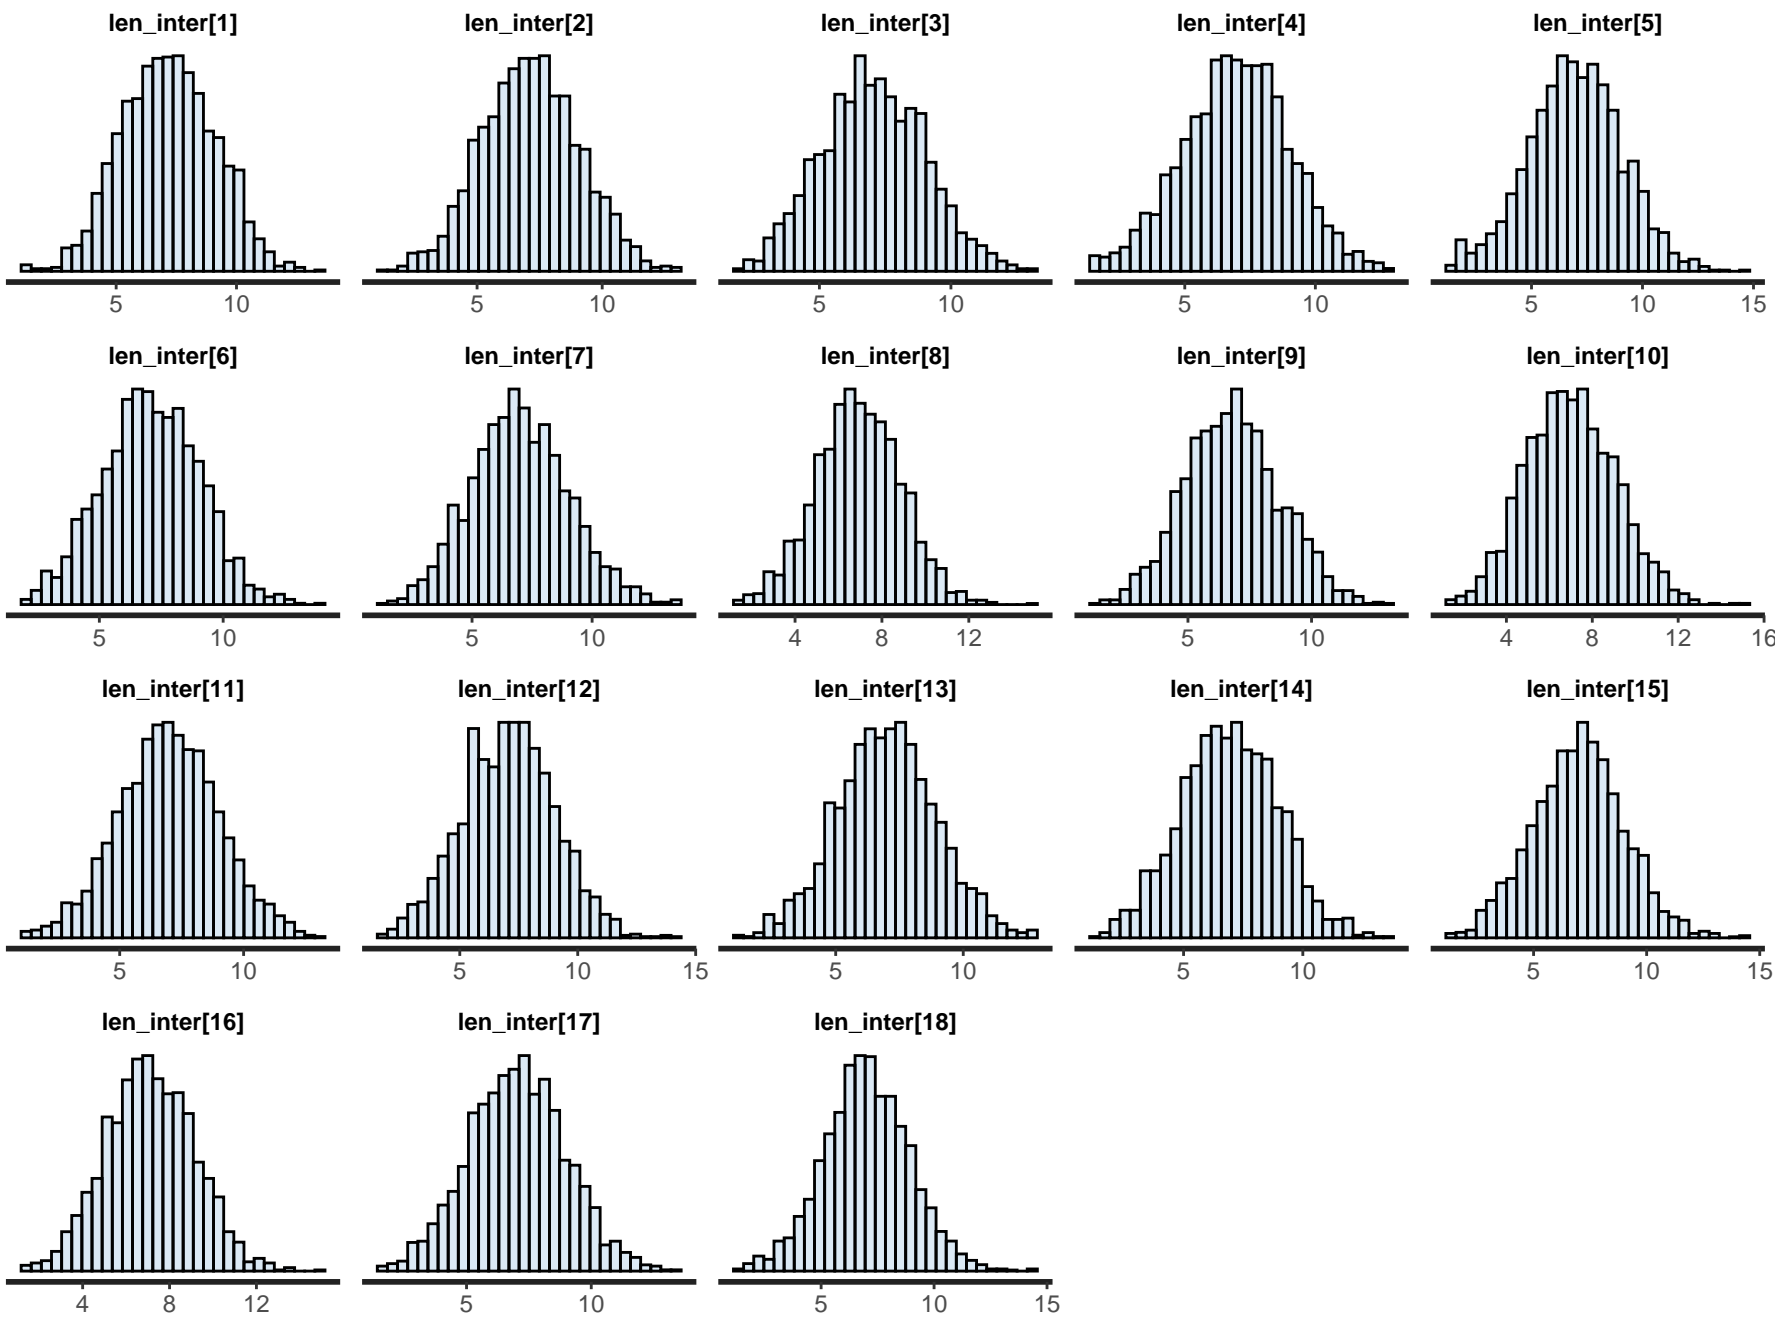 len_inter[1] len_inter[2] len_inter[3] len_inter[4] len_inter[5]
5 10 5 10 5 10 5 10 5 10 15
len_inter[6] len_inter[7] len_inter[8] len_inter[9] len_inter[10]
5 10 5 10 4 8 12 5 10 4 8 12 16
len_inter[11] len_inter[12] len_inter[13] len_inter[14] len_inter[15]
5 10 5 10 15 5 10 5 10 5 10 15
len_inter[16] len_inter[17] len_inter[18]
4 8 12 5 10 5 10 15